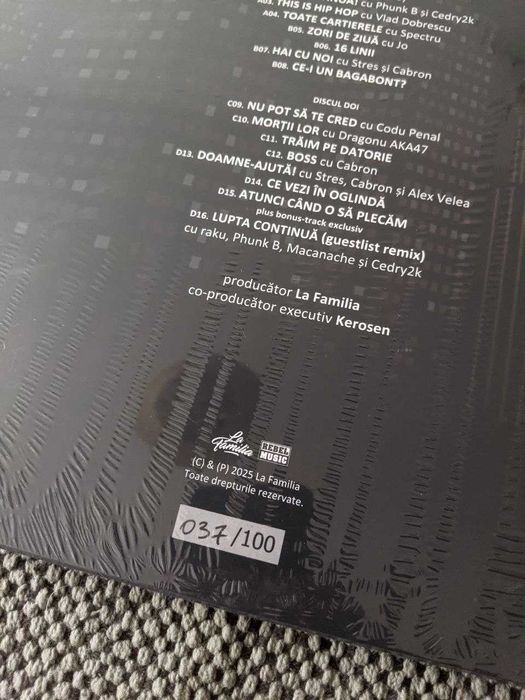 cu Phunk B și Cedry2k
A03. THIS IS HIP HOP cu Vlad Dobrescu
A04. TOATE CARTIERELE cu Spectru
B05. ZORI DE ZIUĂ cu Jo
B06. 16 LINII
B07. HAI CU NOI cu Stres și Cabron
B08. CE-I UN BAGABONT?
DISCUL DOI
C09. NU POT SĂ TE CRED cu Codu Penal
C10. MORȚII LOR cu Dragonu AKA47
C11. TRĂIM PE DATORIE
C12. BOSS cu Cabron
D13. DOAMNE-AJUTĂ! cu Stres, Cabron și Alex Velea
D14. CE VEZI ÎN OGLINDĂ
D15. ATUNCI CÂND O SĂ PLECĂM
plus bonus-track exclusiv
D16. LUPTA CONTINUĂ (guestlist remix)
cu raku, Phunk B, Macanache și Cedry2k
producător La Familia
co-producător executiv Kerosen
La Familia REBEL MUSIC
(C) & (P) 2025 La Familia
Toate drepturile rezervate.
037/100